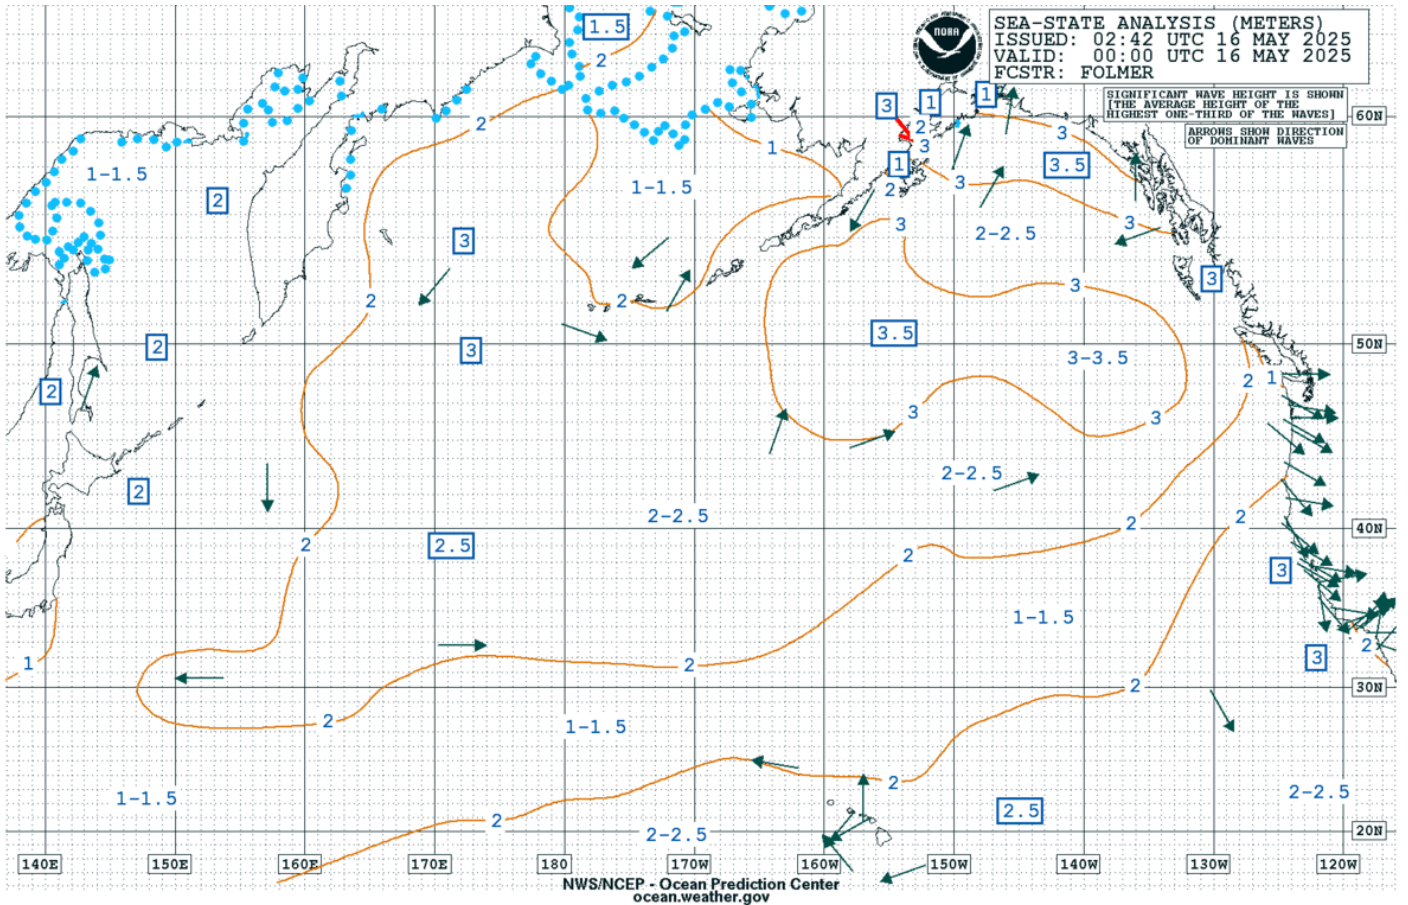 1.5
SEA-STATE ANALYSIS (METERS)
ISSUED: 02:42 UTC 16 MAY 2025
VALID: 00:00 UTC 16 MAY 2025
FCSTR: FOLMER
NOAA
2
SIGNIFICANT WAVE HEIGHT IS SHOWN
[THE AVERAGE HEIGHT OF THE
HIGHEST ONE-THIRD OF THE WAVES]
3
1
1
60N
2
2
3
ARROWS SHOW DIRECTION
OF DOMINANT WAVES
1
3
1-1.5
1
3.5
2
1-1.5
2
3
3
3
3
2-2.5
3
2
2
3
3
2
3
3.5
50N
3-3.5
2
2
1
3
3
2-2.5
2
2-2.5
2
2
40N
2
2.5
2
3
1-1.5
2
1
2
3
2
30N
2
1-1.5
2
1-1.5
2-2.5
2.5
2
2-2.5
20N
140E
150E
160E
170E
180
170W
160W
150W
140W
130W
120W
NWS/NCEP - Ocean Prediction Center
ocean.weather.gov